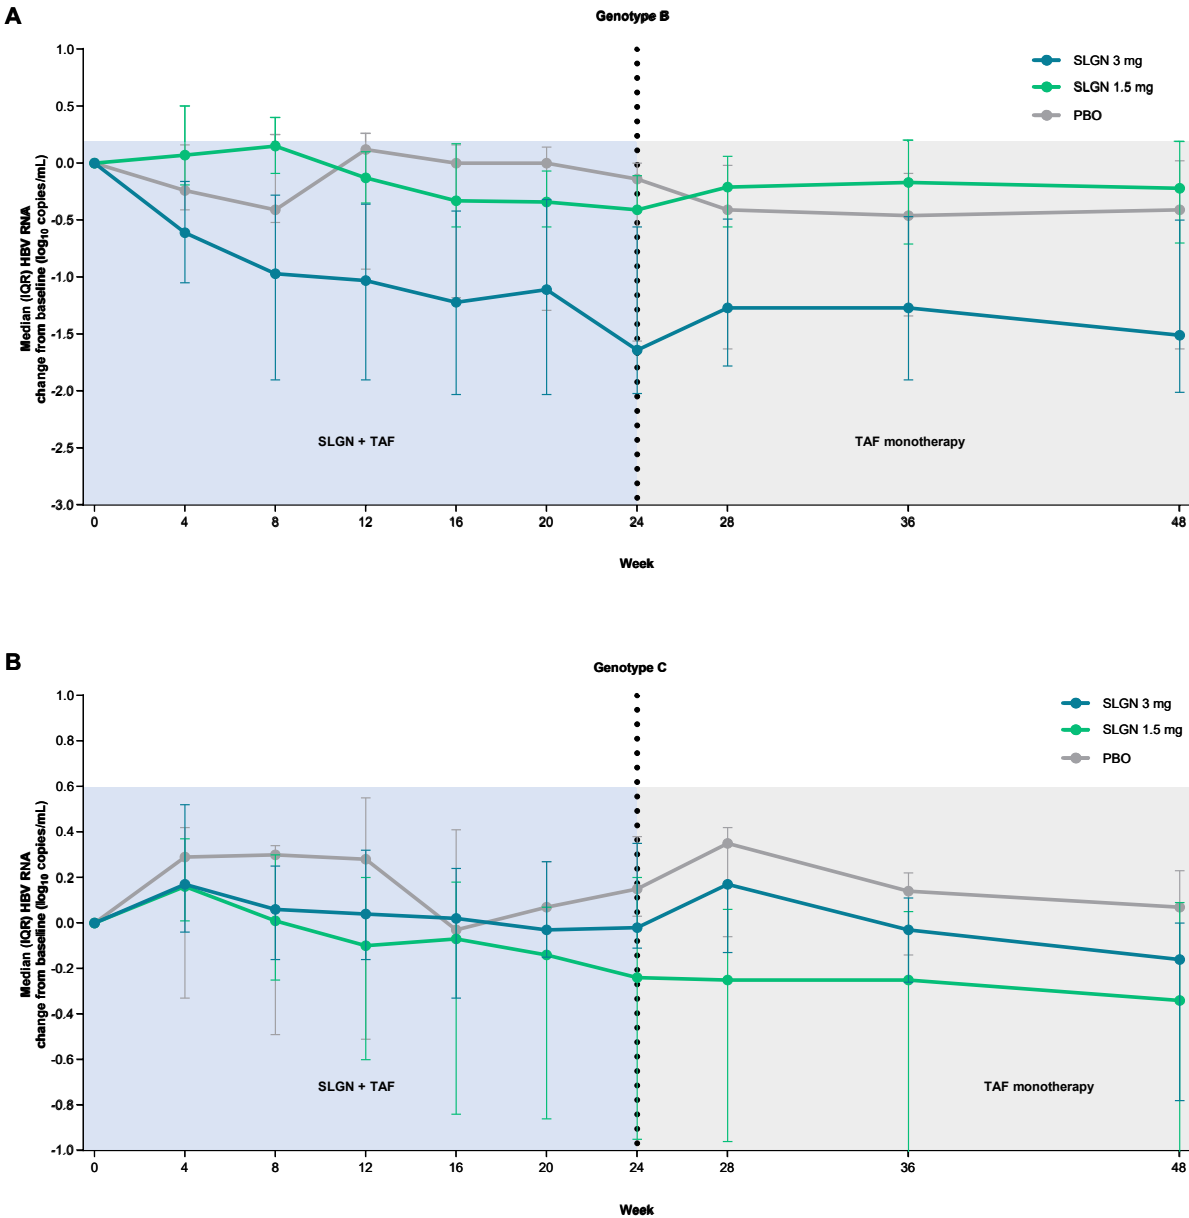 A
Genotype B
1.0
0.5
0.0
-0.5
-1.0
-1.5
-2.0
-2.5
-3.0
Median (IQR) HBV RNA
change from baseline (log10 copies/mL)
SLGN 3 mg
SLGN 1.5 mg
PBO
SLGN + TAF
TAF monotherapy
0 4 8 12 16 20 24 28 36 48
Week
B
Genotype C
1.0
0.8
0.6
0.4
0.2
0.0
-0.2
-0.4
-0.6
-0.8
-1.0
Median (IQR) HBV RNA
change from baseline (log10 copies/mL)
SLGN 3 mg
SLGN 1.5 mg
PBO
SLGN + TAF
TAF monotherapy
0 4 8 12 16 20 24 28 36 48
Week